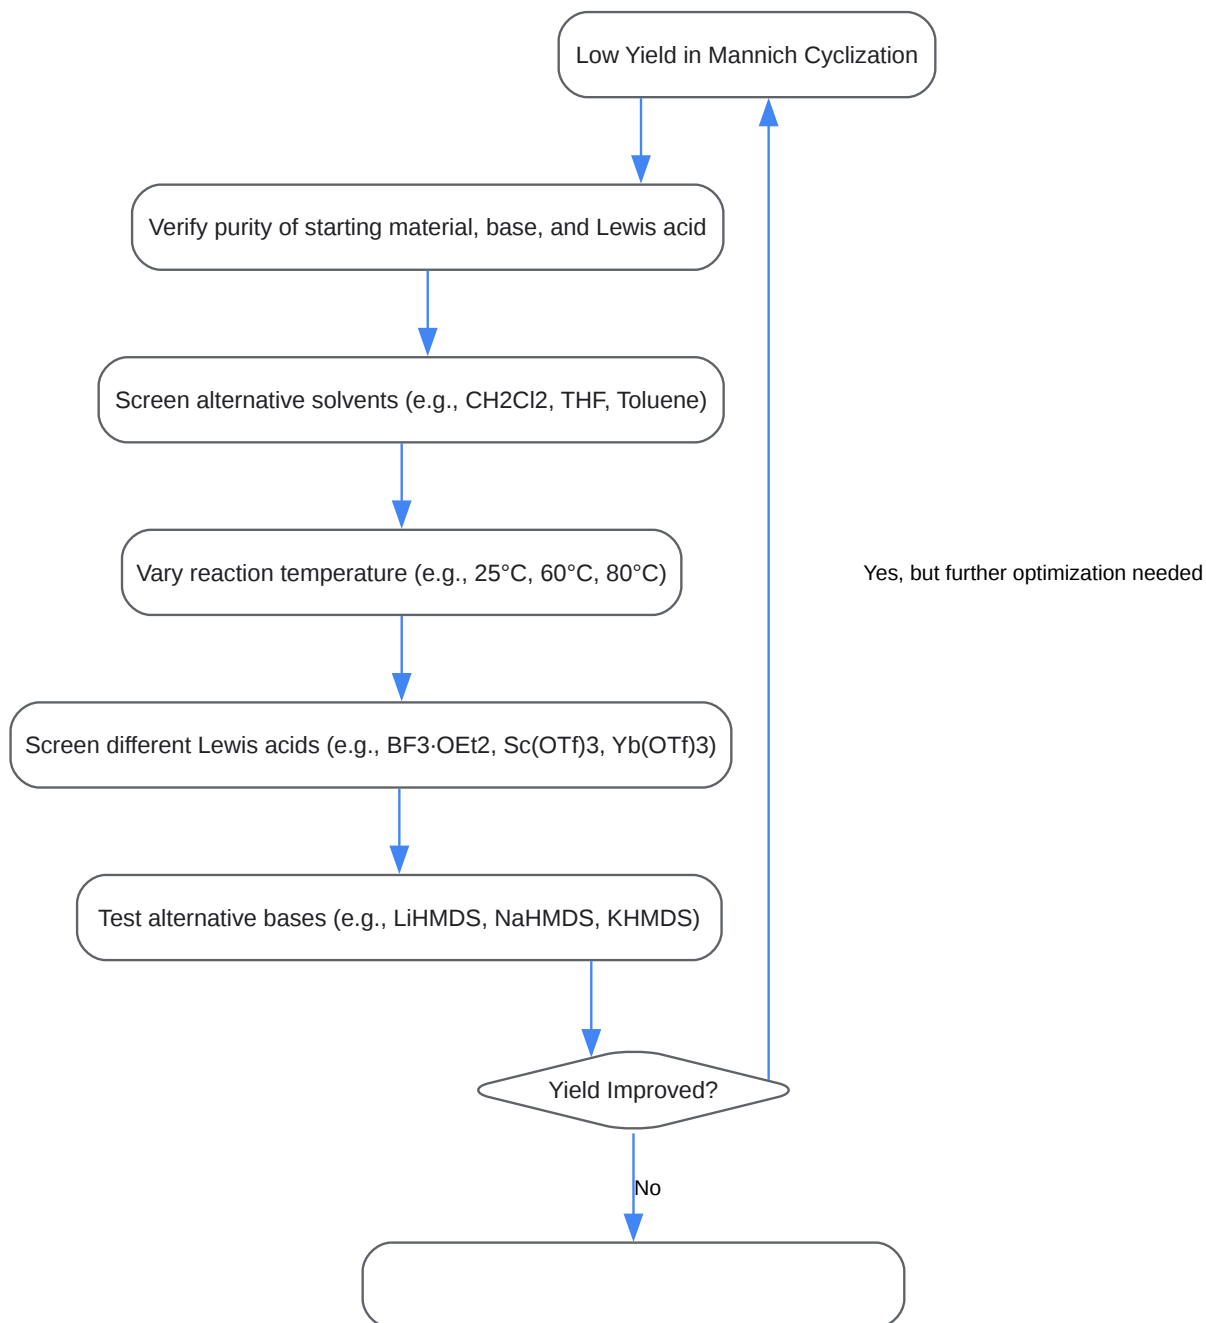 Low Yield in Mannich Cyclization
Verify purity of starting material, base, and Lewis acid
Screen alternative solvents (e.g., CH2Cl2, THF, Toluene)
Vary reaction temperature (e.g., 25°C, 60°C, 80°C)
Yes, but further optimization needed
Screen different Lewis acids (e.g., BF3·OEt2, Sc(OTf)3, Yb(OTf)3)
Test alternative bases (e.g., LiHMDS, NaHMDS, KHMDS)
Yield Improved?
No